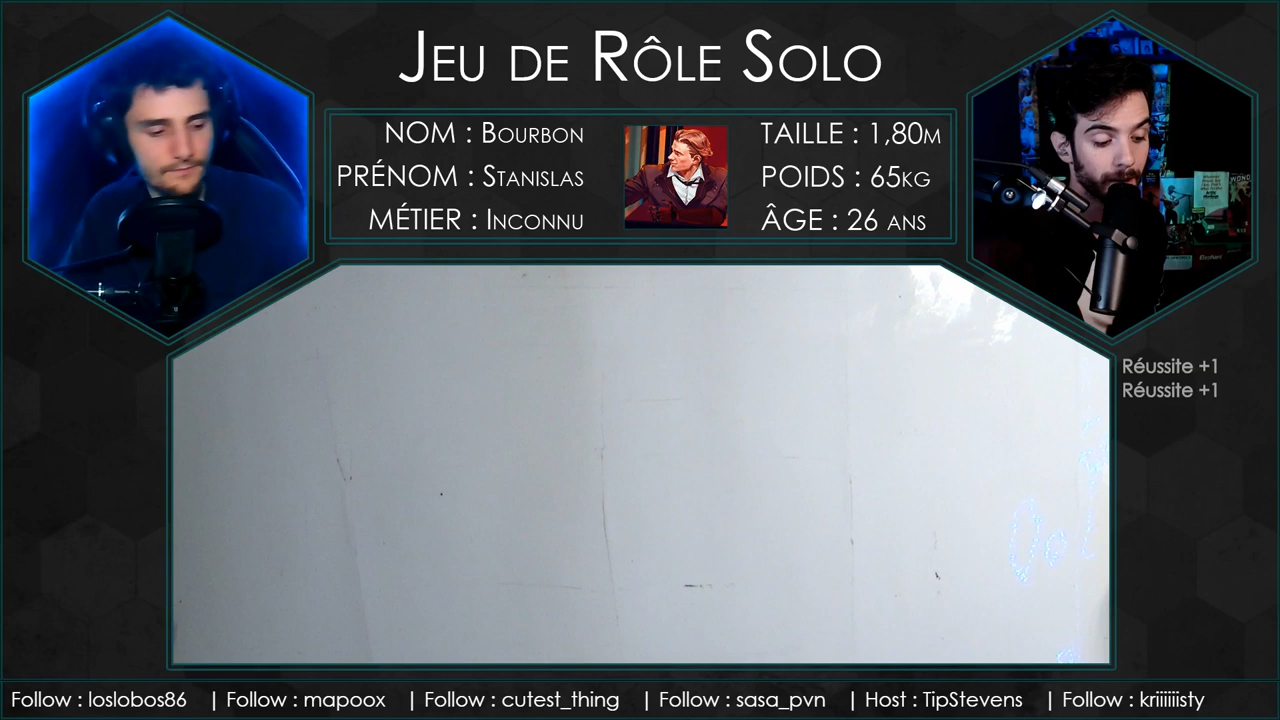 Jeu de Rôle Solo
NOM : Bourbon
PRÉNOM : Stanislas
MÉTIER : Inconnu
TAILLE : 1,80m
POIDS : 65kg
ÂGE : 26 ans
Réussite +1
Réussite +1
Follow : loslobos86 | Follow : mapoox | Follow : cutest_thing | Follow : sasa_pvn | Host : TipStevens | Follow : kriiiiiisty